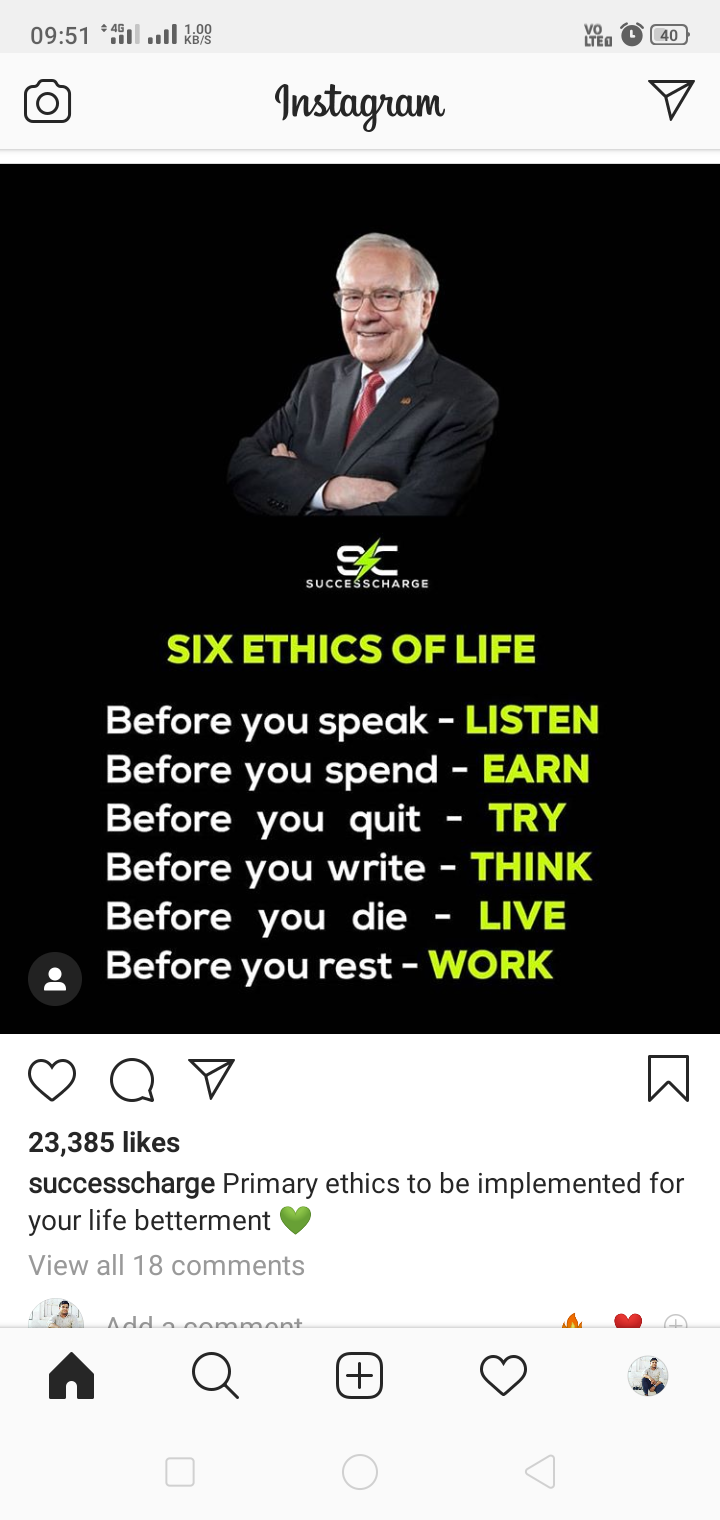 09:51 4G 1.00 KB/S VO LTE 40
Instagram
SC
SUCCESSCHARGE
SIX ETHICS OF LIFE
Before you speak - LISTEN
Before you spend - EARN
Before you quit - TRY
Before you write - THINK
Before you die - LIVE
Before you rest - WORK
23,385 likes
successcharge Primary ethics to be implemented for
your life betterment 💚
View all 18 comments
Add a comment